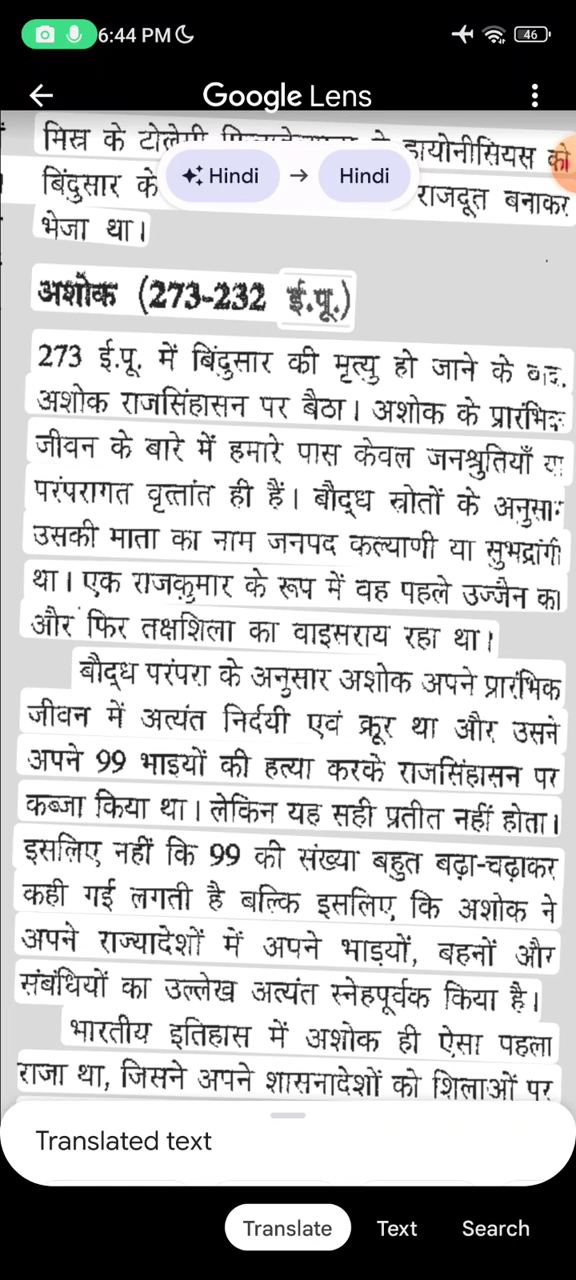 6:44 PM
46
Google Lens
मिस्र के टोलेमी डायोनीसियस को
बिंदुसार के राजदूत बनाकर
Hindi → Hindi
भेजा था।
अशोक (273-232 ई.पू.)
273 ई.पू. में बिंदुसार की मृत्यु हो जाने के बाद,
अशोक राजसिंहासन पर बैठा। अशोक के प्रारंभिक
जीवन के बारे में हमारे पास केवल जनश्रुतियाँ या
परंपरागत वृत्तांत ही हैं। बौद्ध स्रोतों के अनुसार
उसकी माता का नाम जनपद कल्याणी या सुभद्रांगी
था। एक राजकुमार के रूप में वह पहले उज्जैन का
और फिर तक्षशिला का वाइसराय रहा था।
बौद्ध परंपरा के अनुसार अशोक अपने प्रारंभिक
जीवन में अत्यंत निर्दयी एवं क्रूर था और उसने
अपने 99 भाइयों की हत्या करके राजसिंहासन पर
कब्जा किया था। लेकिन यह सही प्रतीत नहीं होता।
इसलिए नहीं कि 99 की संख्या बहुत बढ़ा-चढ़ाकर
कही गई लगती है बल्कि इसलिए कि अशोक ने
अपने राज्यादेशों में अपने भाइयों, बहनों और
संबंधियों का उल्लेख अत्यंत स्नेहपूर्वक किया है।
भारतीय इतिहास में अशोक ही ऐसा पहला
राजा था, जिसने अपने शासनादेशों को शिलाओं पर
Translated text
Translate Text Search